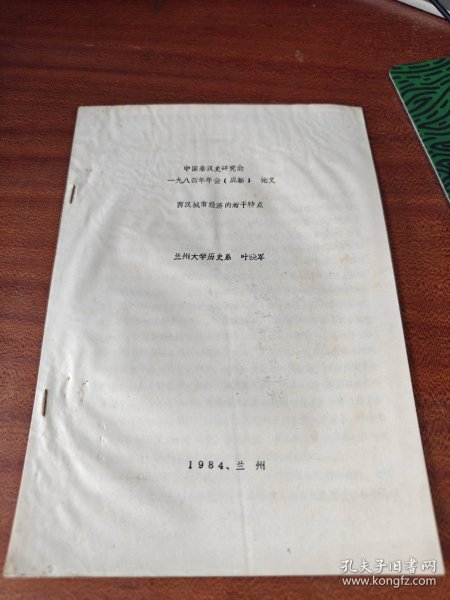 中国秦汉史研究会
一九八四年年会（成都） 论文
西汉城市经济的若干特点
兰州大学历史系 叶骁军
1984、兰 州
孔夫子旧书网
www.kongfz.com